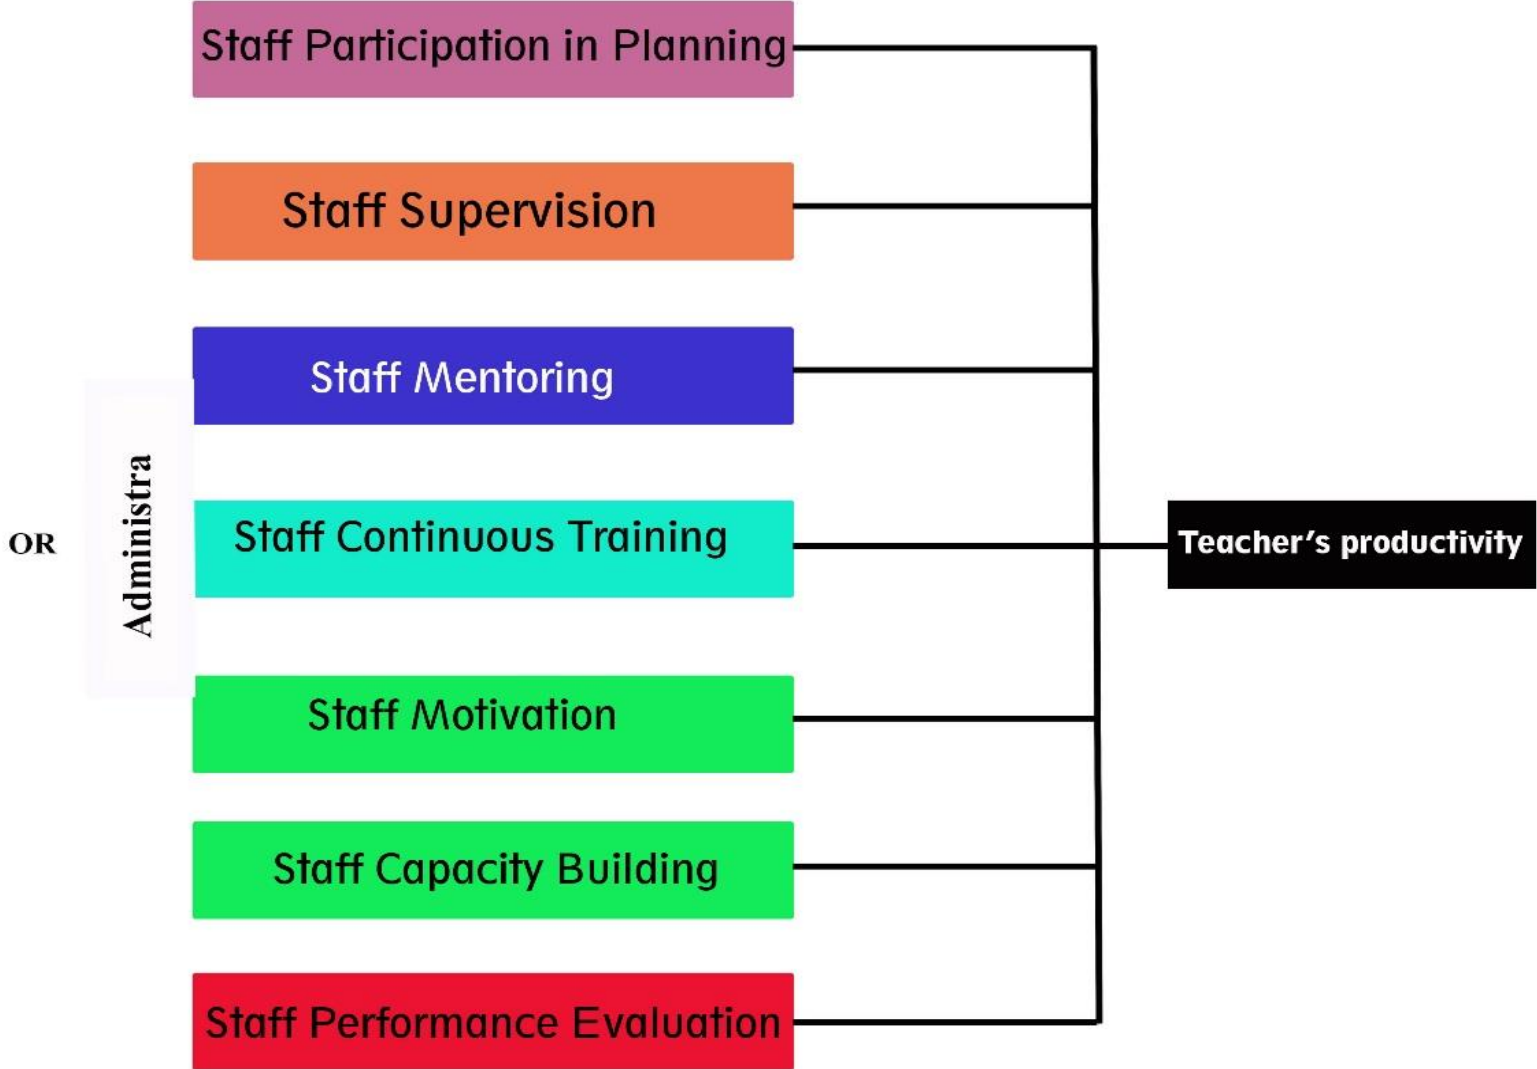 Staff Participation in Planning
Staff Supervision
Staff Mentoring
OR
Administra
Staff Continuous Training
Teacher's productivity
Staff Motivation
Staff Capacity Building
Staff Performance Evaluation